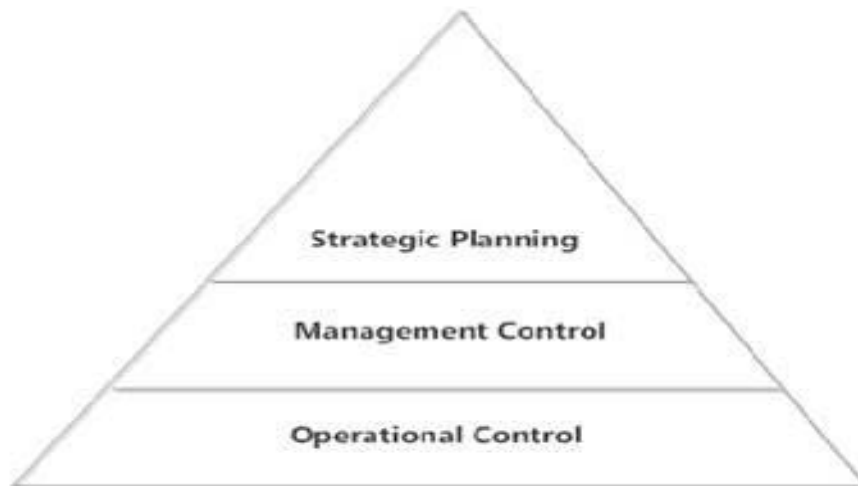 Strategic Planning
Management Control
Operational Control